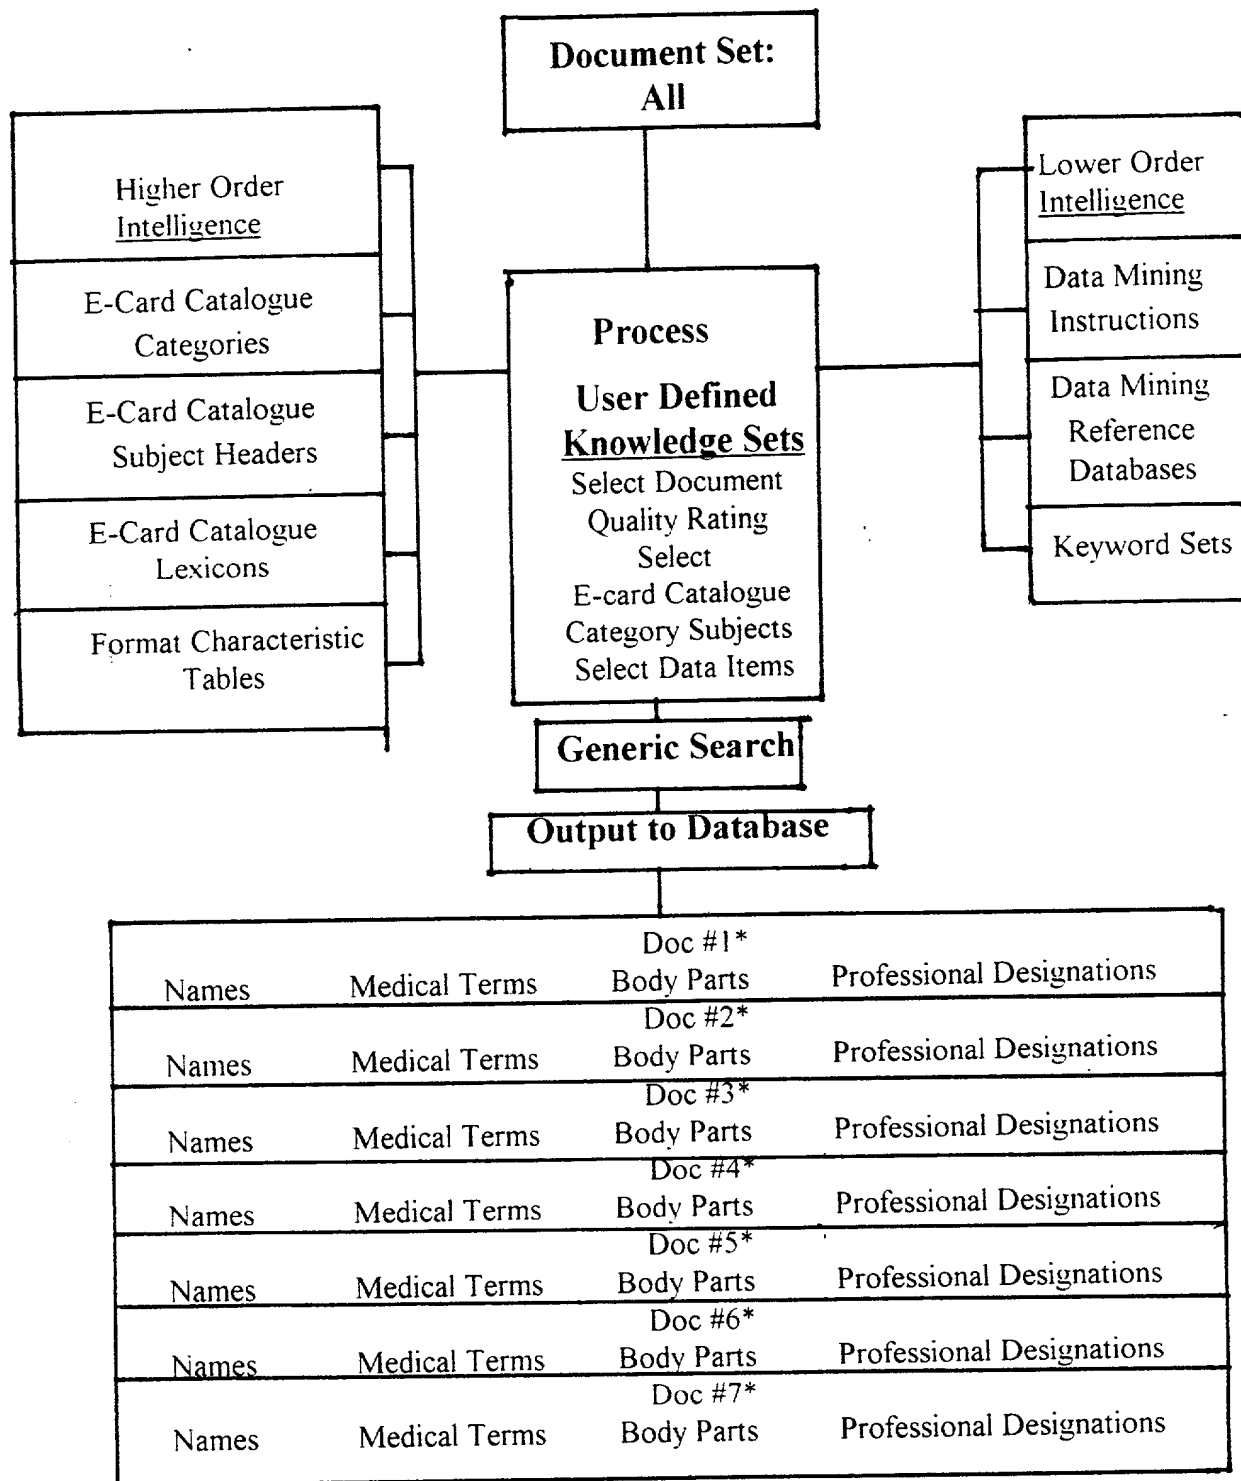 Document Set:
All
Higher Order
Intelligence
E-Card Catalogue
Categories
E-Card Catalogue
Subject Headers
E-Card Catalogue
Lexicons
Format Characteristic
Tables
Process
User Defined
Knowledge Sets
Select Document
Quality Rating
Select
E-card Catalogue
Category Subjects
Select Data Items
Lower Order
Intelligence
Data Mining
Instructions
Data Mining
Reference
Databases
Keyword Sets
Generic Search
Output to Database
Doc #1*
Names Medical Terms Body Parts Professional Designations
Doc #2*
Names Medical Terms Body Parts Professional Designations
Doc #3*
Names Medical Terms Body Parts Professional Designations
Doc #4*
Names Medical Terms Body Parts Professional Designations
Doc #5*
Names Medical Terms Body Parts Professional Designations
Doc #6*
Names Medical Terms Body Parts Professional Designations
Doc #7*
Names Medical Terms Body Parts Professional Designations